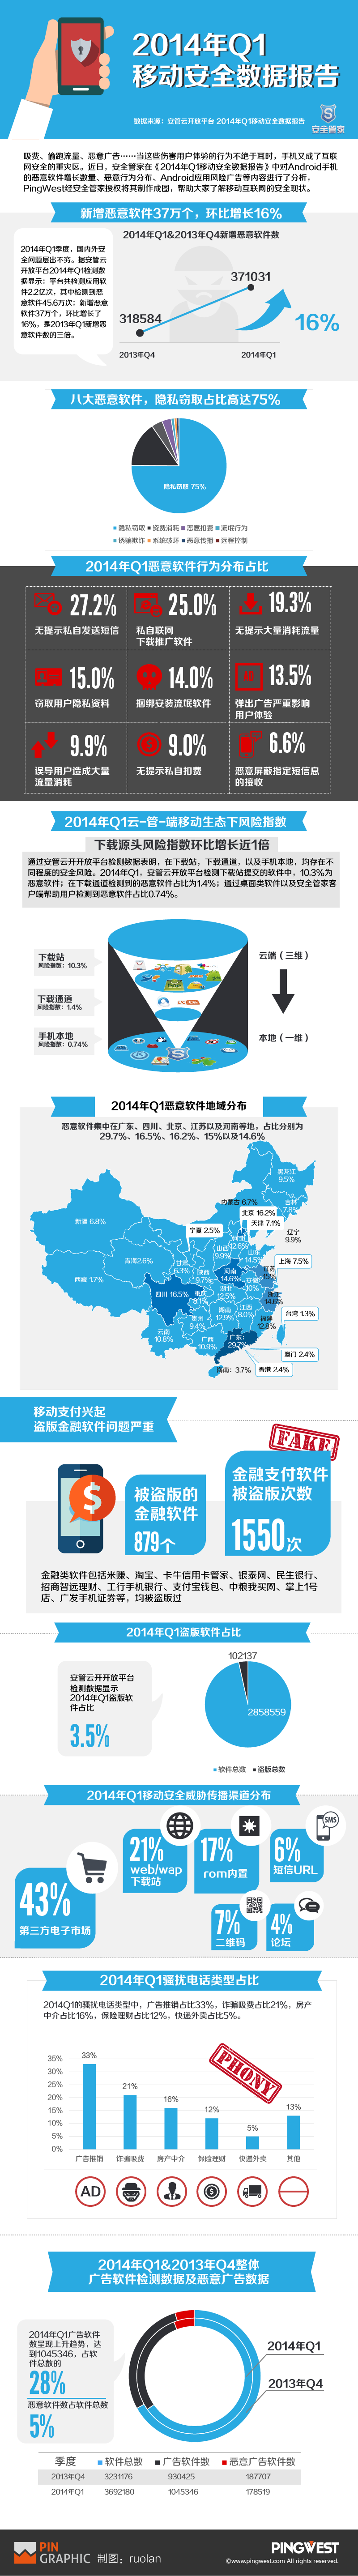 2014年Q1
移动安全数据报告
数据来源：安管云开放平台 2014年Q1移动安全数据报告
安全管家
吸费、偷跑流量、恶意广告……当这些伤害用户体验的行为不绝于耳时，手机又成了互联
网安全的重灾区。近日，安全管家《2014年Q1移动安全数据报告》中对Android手机
的恶意软件增长数量、恶意行为分布、Android应用风险广告等内容进行了分析，
PingWest经安全管家授权将其制作成图，帮助大家了解移动互联网的安全现状。
新增恶意软件37万个，环比增长16%
2014年Q1季度，国内外安
全问题层出不穷。据安管云
开放平台2014年Q1检测数
据显示：平台共检测应用软
件2.2亿次，其中检测到恶
意软件45.6万次；新增恶意
软件37万个，环比增长了
16%，是2013年Q1新增恶
意软件数的三倍。
2014年Q1&2013年Q4新增恶意软件数
371031
318584
16%
2013年Q4
2014年Q1
八大恶意软件，隐私窃取占比高达75%
隐私窃取 75%
隐私窃取 资费消耗 恶意扣费 流氓行为
诱骗欺诈 系统破坏 恶意传播 远程控制
2014年Q1恶意软件行为分布占比
27.2%
无提示私自发送短信
25.0%
私自联网
下载推广软件
19.3%
无提示大量消耗流量
15.0%
窃取用户隐私资料
14.0%
捆绑安装流氓软件
AD
13.5%
弹出广告严重影响
用户体验
9.9%
误导用户造成大量
流量消耗
9.0%
无提示私自扣费
6.6%
恶意屏蔽指定短信息
的接收
2014年Q1云-管-端移动生态下风险指数
下载源头风险指数环比增长近1倍
通过安管云开开放平台检测数据表明，在下载站，下载通道，以及手机本地，均存在不
同程度的安全风险。2014年Q1，安管云开放平台检测下载站提交的软件中，10.3%为
恶意软件；在下载通道检测到的恶意软件占比为1.4%；通过桌面类软件以及安全管家客
户端帮助用户检测到恶意软件占比0.74%。
下载站
风险指数：10.3%
下载通道
风险指数：1.4%
手机本地
风险指数：0.74%
云端（三维）
本地（一维）
2014年Q1恶意软件地域分布
恶意软件集中在广东、四川、北京、江苏以及河南等地，占比分别为
29.7%、16.5%、16.2%、15%以及14.6%
黑龙江
9.5%
吉林
7.8%
内蒙古 6.7%
北京 16.2%
天津 7.1%
辽宁
9.9%
新疆 6.8%
宁夏 2.5%
青海2.6%
甘肃
6.3%
山西
9.9%
山东
14.5%
陕西
9.7%
河南
14.6%
上海 7.5%
西藏 1.7%
四川 16.5%
湖北
12.5%
安徽
10%
湖南
12.9%
江西
8.0%
福建
12.8%
台湾 1.3%
贵州
9.4%
云南
10.8%
广西
10.9%
广东：
29.7%
澳门 2.4%
海南：3.7%
香港 2.4%
移动支付兴起
盗版金融软件问题严重
FAKE
被盗版的
金融软件
879个
金融支付软件
被盗版次数
1550次
金融类软件包括米赚、淘宝、卡牛信用卡管家、银泰网、民生银行、
招商智远理财、工行手机银行、支付宝钱包、中粮我买网、掌上1号
店、广发手机证券等，均被盗版过
2014年Q1盗版软件占比
安管云开开放平台
检测数据显示
2014年Q1盗版软
件占比
3.5%
102137
2858559
软件总数 盗版总数
2014年Q1移动安全威胁传播渠道分布
43%
第三方电子市场
21%
web/wap
下载站
17%
rom内置
SMS
6%
短信URL
7%
二维码
4%
论坛
2014年Q1骚扰电话类型占比
2014Q1的骚扰电话类型中，广告推销占比33%，诈骗吸费占比21%，房产
中介占比16%，保险理财占比12%，快递外卖占比5%。
PHONY
35%
30%
25%
20%
15%
10%
5%
0%
33%
21%
16%
12%
5%
13%
广告推销 诈骗吸费 房产中介 保险理财 快递外卖 其他
AD
2014年Q1&2013年Q4整体
广告软件检测数据及恶意广告数据
2014年Q1广告软件
数呈现上升趋势，达
到1045346，占软
件总数的
28%
恶意软件数占软件总数
5%
2014年Q1
2013年Q4
季度 软件总数 广告软件数 恶意广告软件数
2013年Q4 3231176 930425 187707
2014年Q1 3692180 1045346 178519
PIN
GRAPHIC 制图：ruolan
PINGWEST
©www.pingwest.com All rights reserved.